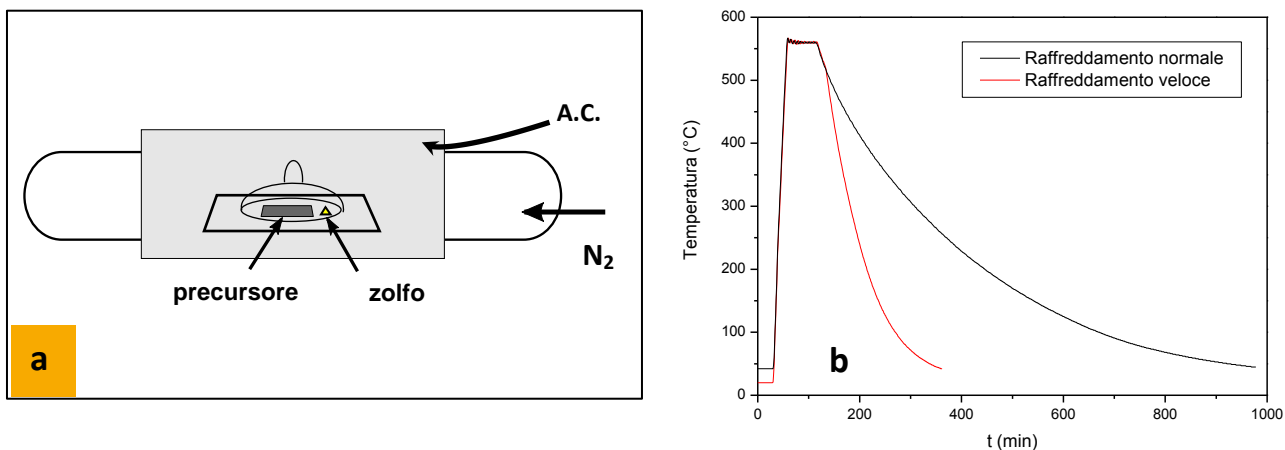 A.C.
N₂
precursore
zolfo
a
Temperatura (°C)
600
500
400
300
200
100
0
Raffreddamento normale
Raffreddamento veloce
b
0
200
400
600
800
1000
t (min)